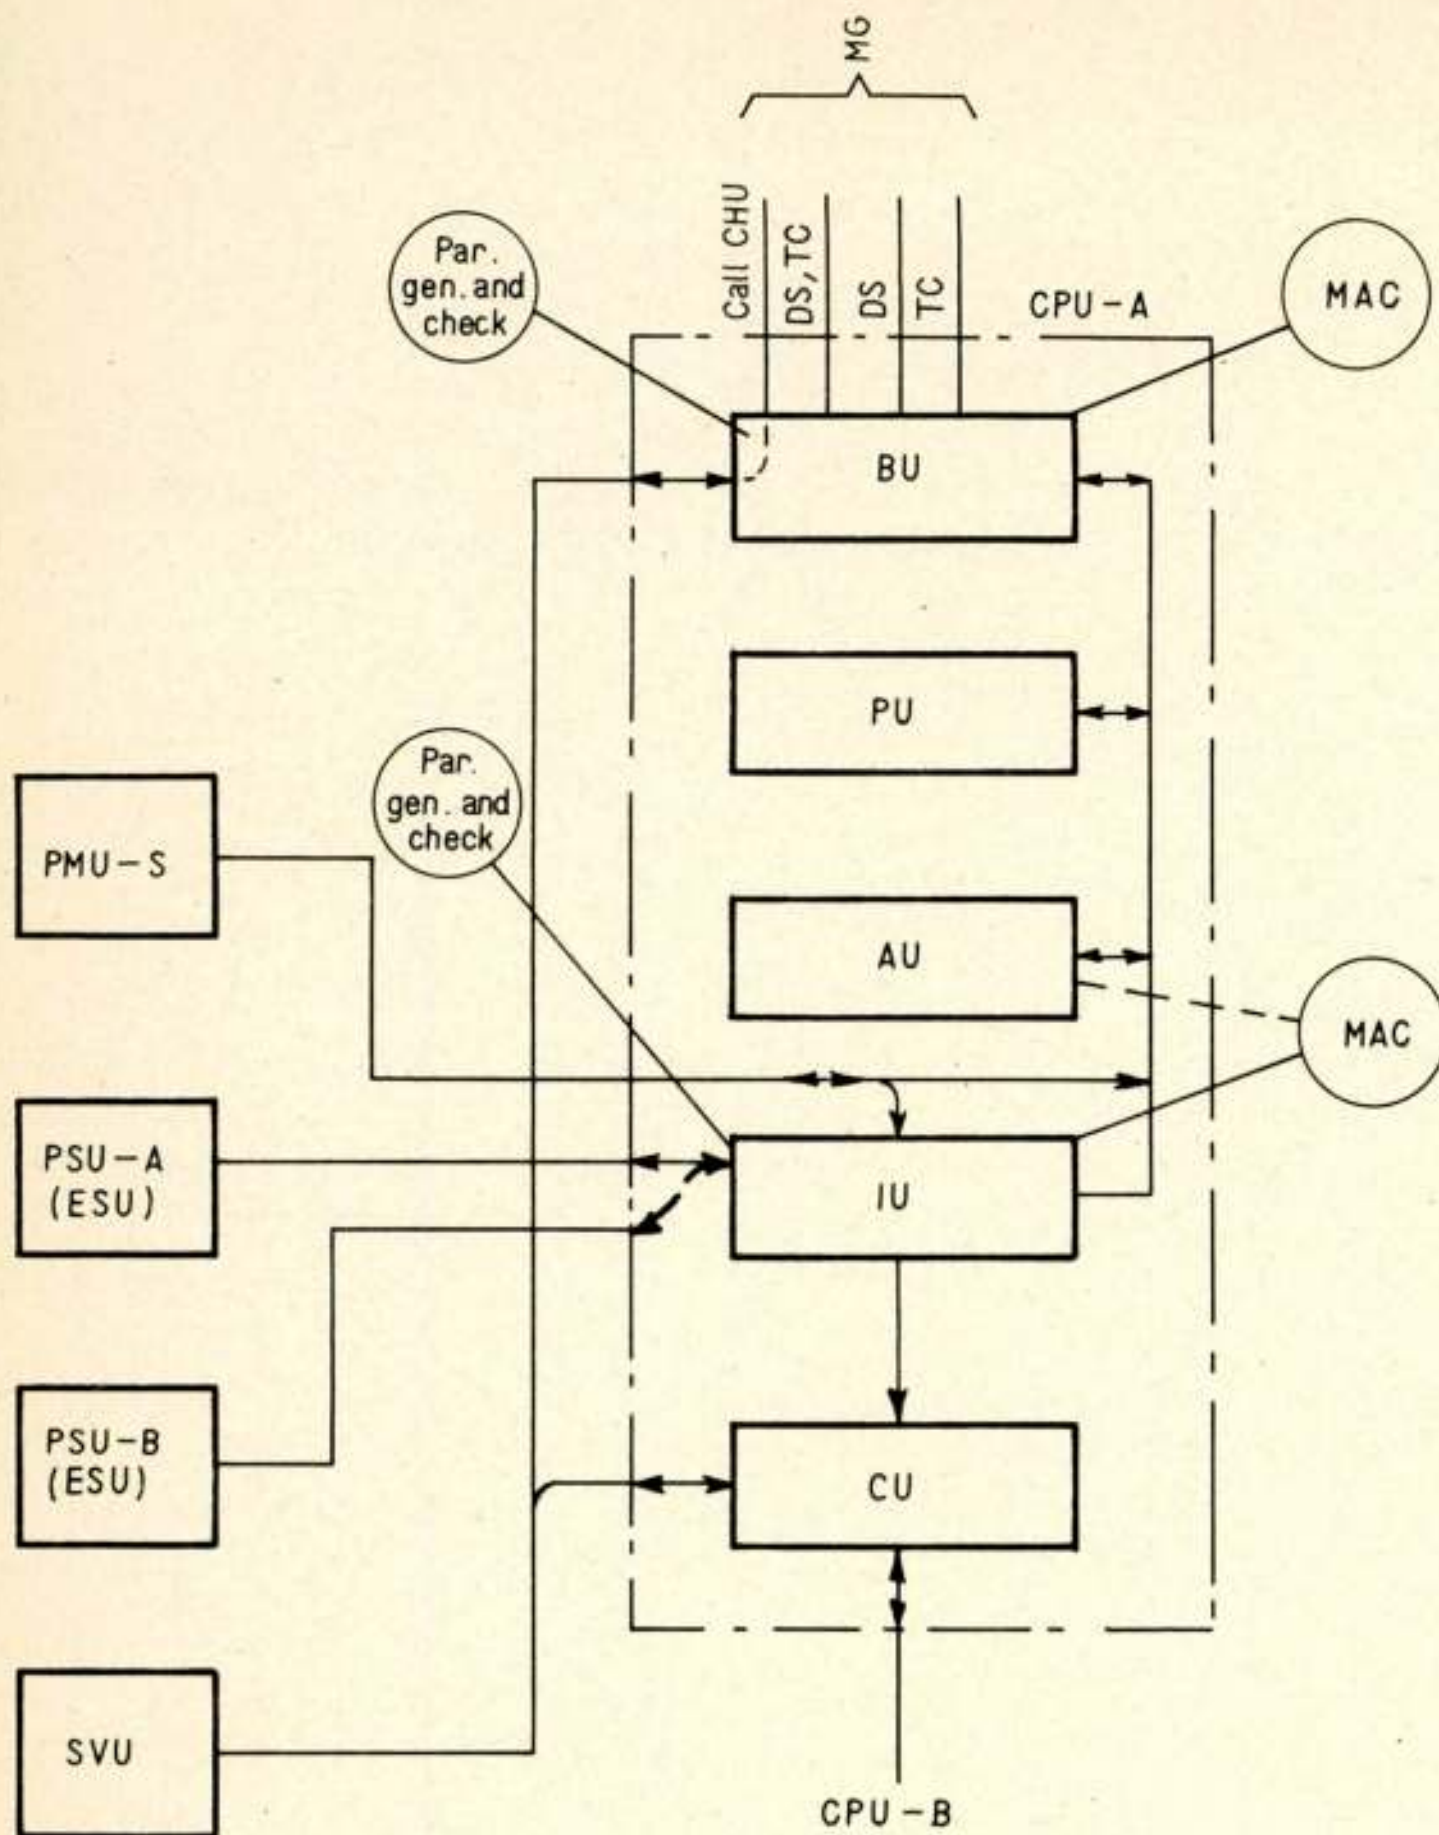 MG
Call CHU
DS, TC
DS
TC
CPU-A
Par.
gen. and
check
MAC
BU
PU
Par.
gen. and
check
PMU-S
AU
MAC
PSU-A
(ESU)
IU
PSU-B
(ESU)
CU
SVU
CPU-B